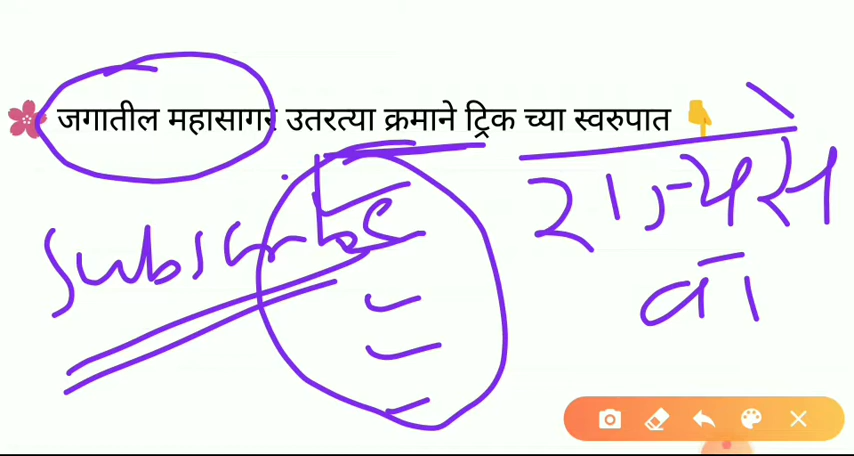 जगातील महासागर उतरत्या क्रमाने ट्रिक च्या स्वरुपात
subscribe
राज्यसे
वा